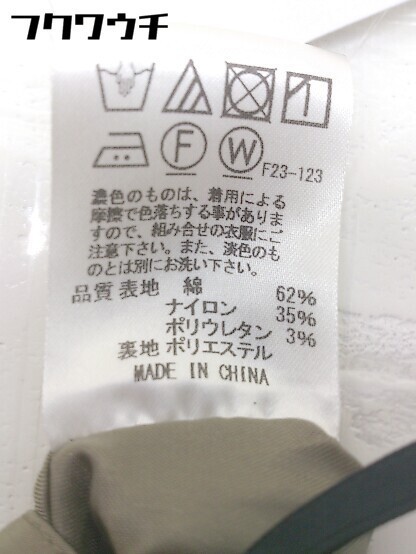 フクワウチ
F
W
F23-123
濃色のものは、着用による
摩擦で色落ちする事がありま
すので、組み合せの衣服にご
注意下さい。また、淡色のも
のとは別にお洗い下さい。
品質 表地 綿 62%
ナイロン 35%
ポリウレタン 3%
裏地 ポリエステル
MADE IN CHINA